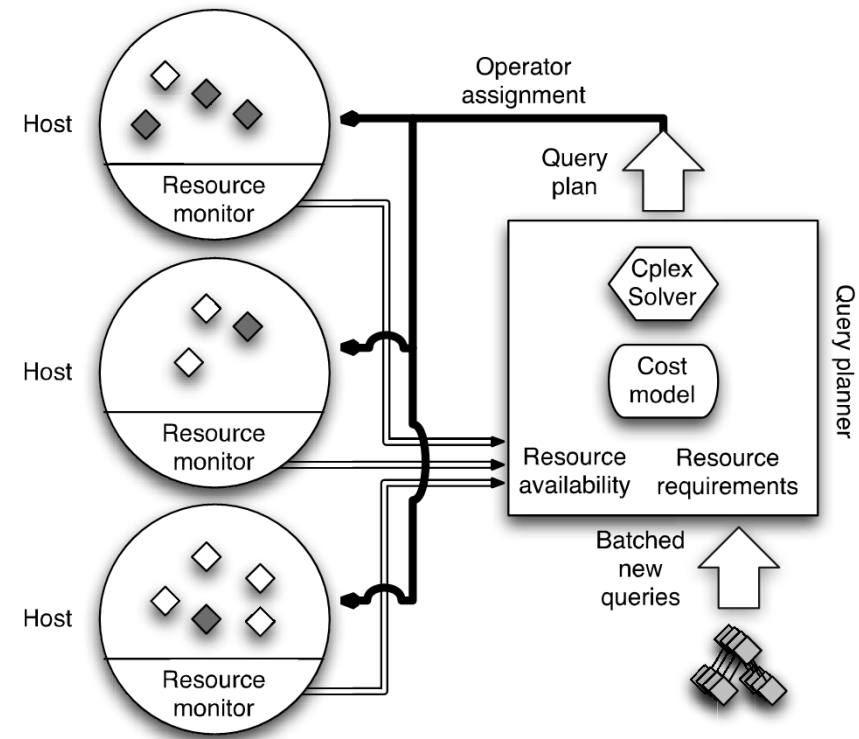 Operator
assignment
Host
Resource
monitor
Query
plan
Cplex
Solver
Host
Cost
model
Query planner
Resource
monitor
Resource
availability
Resource
requirements
Batched
new
queries
Host
Resource
monitor